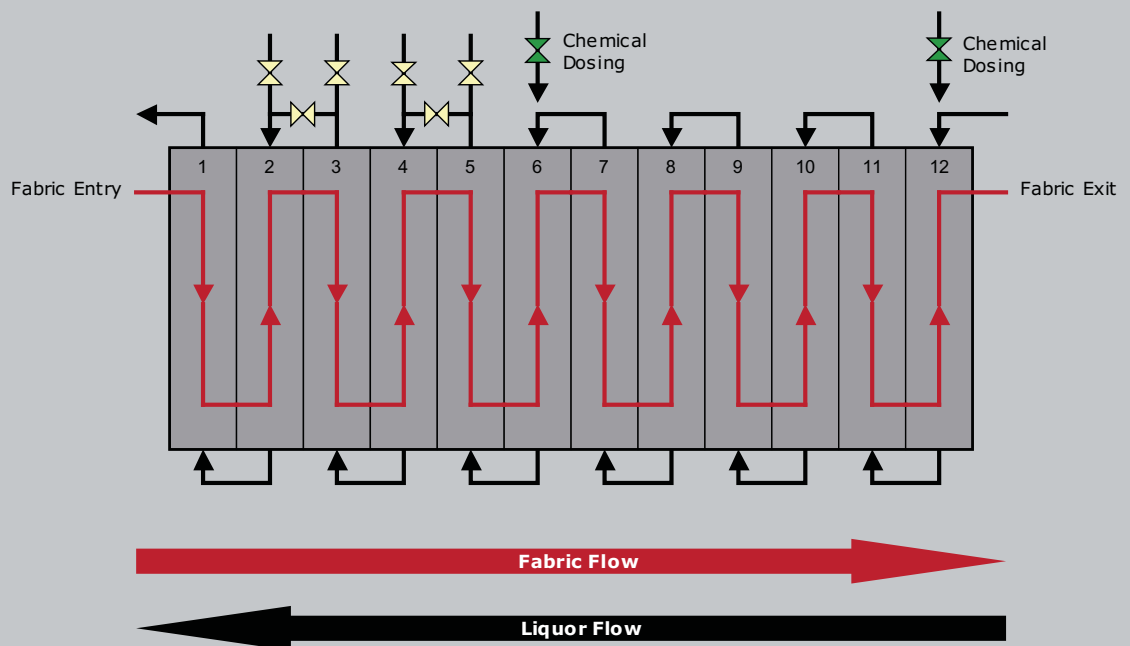 Chemical
Dosing
Chemical
Dosing
1 2 3 4 5 6 7 8 9 10 11 12
Fabric Entry
Fabric Exit
Fabric Flow
Liquor Flow